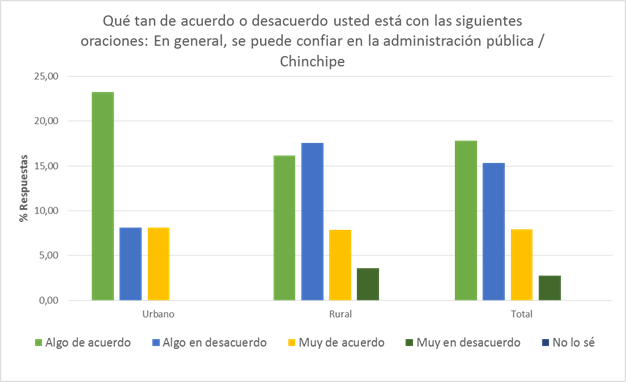 Qué tan de acuerdo o desacuerdo usted está con las siguientes
oraciones: En general, se puede confiar en la administración pública /
Chinchipe
25,00
20,00
15,00
10,00
5,00
0,00
% Respuestas
Urbano
Rural
Total
Algo de acuerdo
Algo en desacuerdo
Muy de acuerdo
Muy en desacuerdo
No lo sé